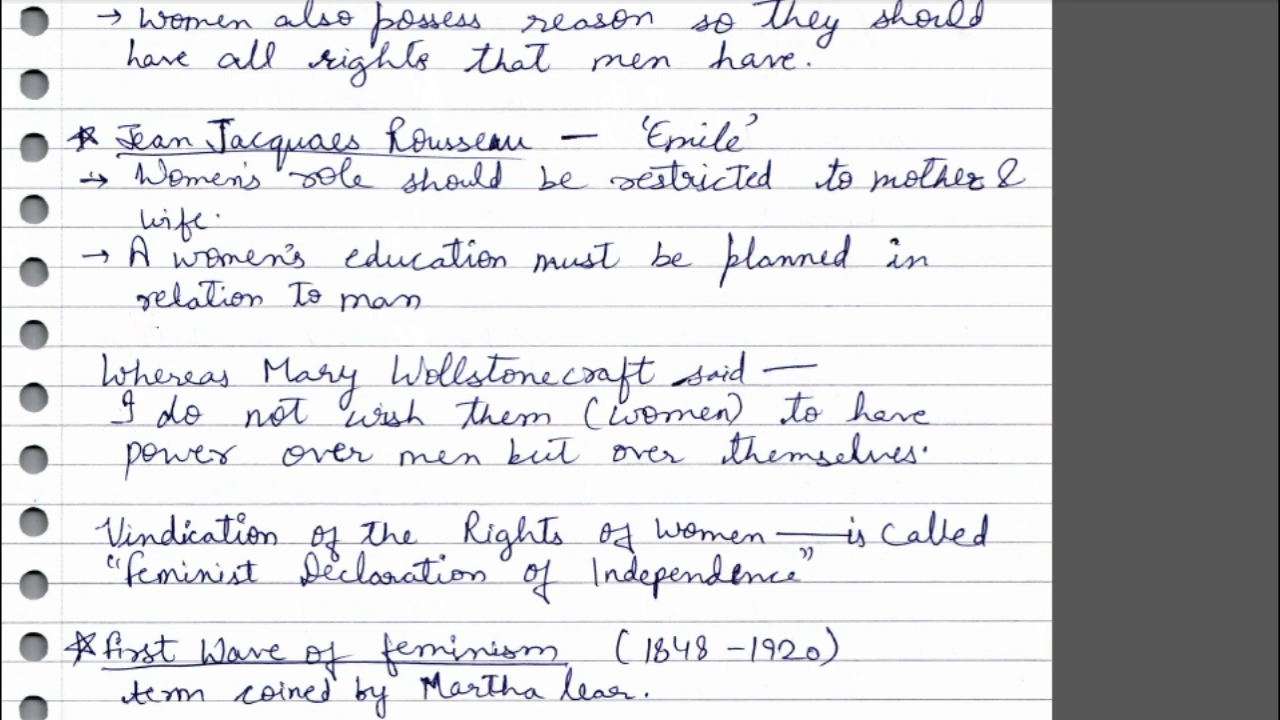 → Women also possess reason so they should
have all rights that men have.
* Jean Jacquaes Rousseau — 'Emile'
→ Women's role should be restricted to mother &
wife.
→ A women's education must be planned in
relation to man
Whereas Mary Wollstonecraft said —
I do not wish them (women) to have
power over men but over themselves.
Vindication of the Rights of Women — is called
"feminist Declaration of Independence"
* first Wave of feminism (1848 - 1920)
term coined by Martha lear.